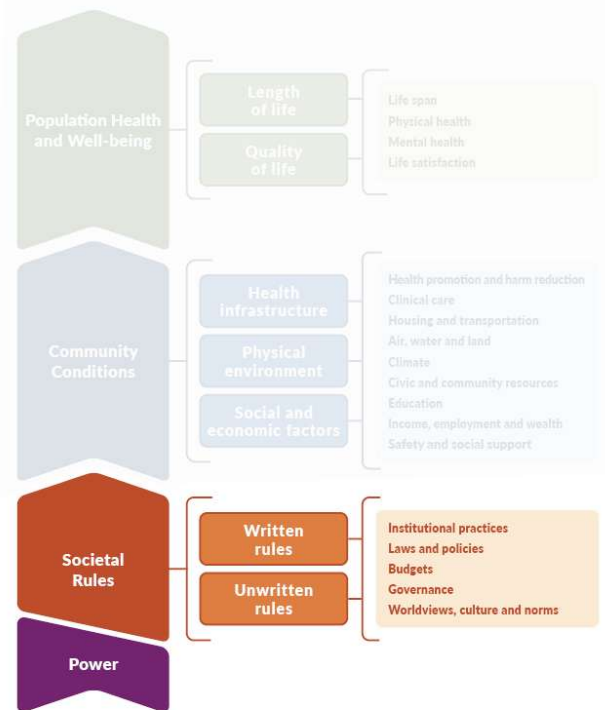 Population Health
and Well-being
Length
of life
Quality
of life
Life span
Physical health
Mental health
Life satisfaction
Community
Conditions
Health
infrastructure
Physical
environment
Social and
economic factors
Health promotion and harm reduction
Clinical care
Housing and transportation
Air, water and land
Climate
Civic and community resources
Education
Income, employment and wealth
Safety and social support
Societal
Rules
Written
rules
Unwritten
rules
Institutional practices
Laws and policies
Budgets
Governance
Worldviews, culture and norms
Power